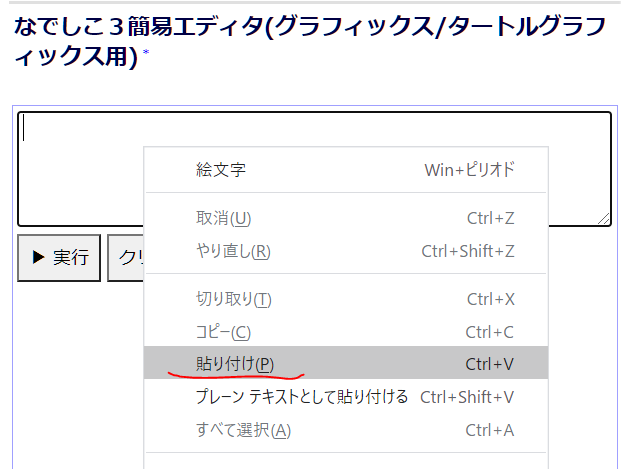 なでしこ３簡易エディタ(グラフィックス/タートルグラフ
ィックス用) *
絵文字 Win+ピリオド
取消(U) Ctrl+Z
やり直し(R) Ctrl+Shift+Z
▶ 実行 ク
切り取り(T) Ctrl+X
コピー(C) Ctrl+C
貼り付け(P) Ctrl+V
プレーン テキストとして貼り付ける Ctrl+Shift+V
すべて選択(A) Ctrl+A